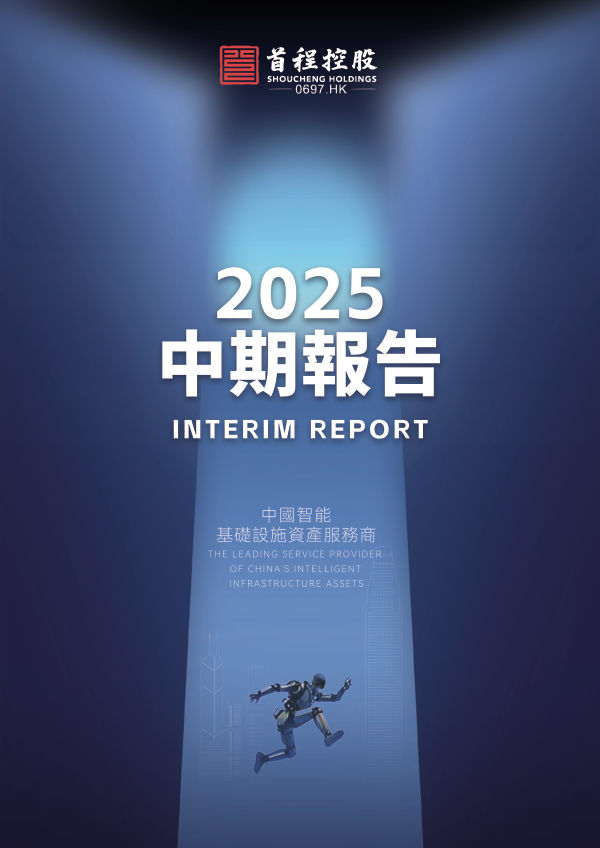 首程控股
SHOUCHENG HOLDINGS
0697.HK
2025
中期報告
INTERIM REPORT
中國智能
基礎設施資產服務商
THE LEADING SERVICE PROVIDER
OF CHINA'S INTELLIGENT
INFRASTRUCTURE ASSETS